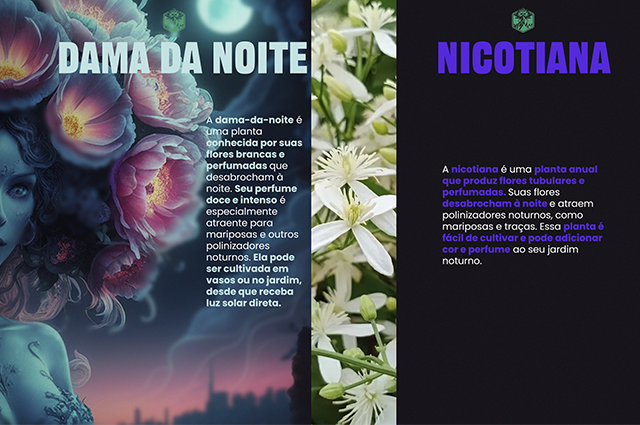 DAMA DA NOITE
A dama-da-noite é
uma planta
conhecida por suas
flores brancas e
perfumadas que
desabrocham à
noite. Seu perfume
doce e intenso é
especialmente
atraente para
mariposas e outros
polinizadores
noturnos. Ela pode
ser cultivada em
vasos ou no jardim,
desde que receba
luz solar direta.
NICOTIANA
A nicotiana é uma planta anual
que produz flores tubulares e
perfumadas. Suas flores
desabrocham à noite e atraem
polinizadores noturnos, como
mariposas e traças. Essa planta é
fácil de cultivar e pode adicionar
cor e perfume ao seu jardim
noturno.